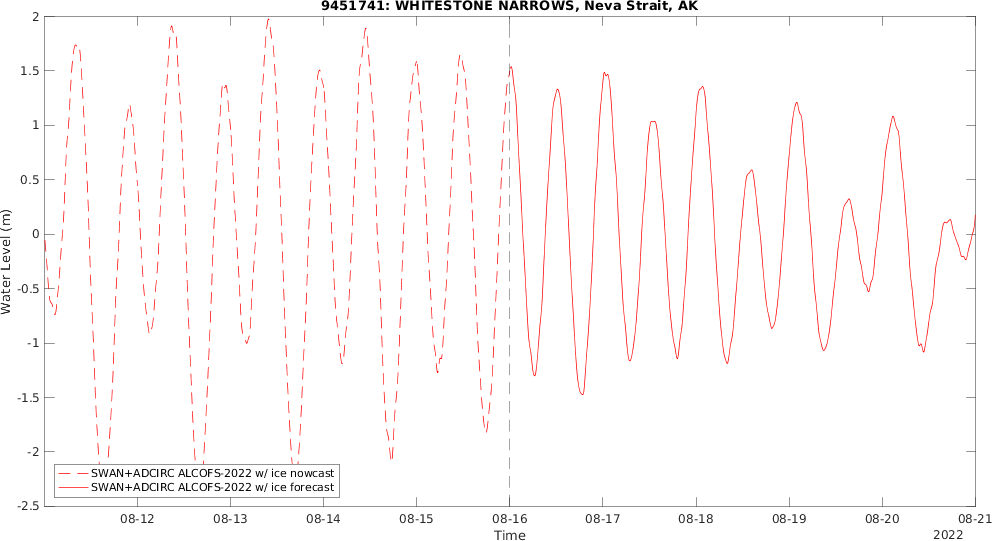 9451741: WHITESTONE NARROWS, Neva Strait, AK
2
1.5
1
0.5
0
-0.5
-1
-1.5
-2
-2.5
Water Level (m)
SWAN+ADCIRC ALCOFS-2022 w/ ice nowcast
SWAN+ADCIRC ALCOFS-2022 w/ ice forecast
08-12 08-13 08-14 08-15 08-16 08-17 08-18 08-19 08-20 08-21
Time
2022